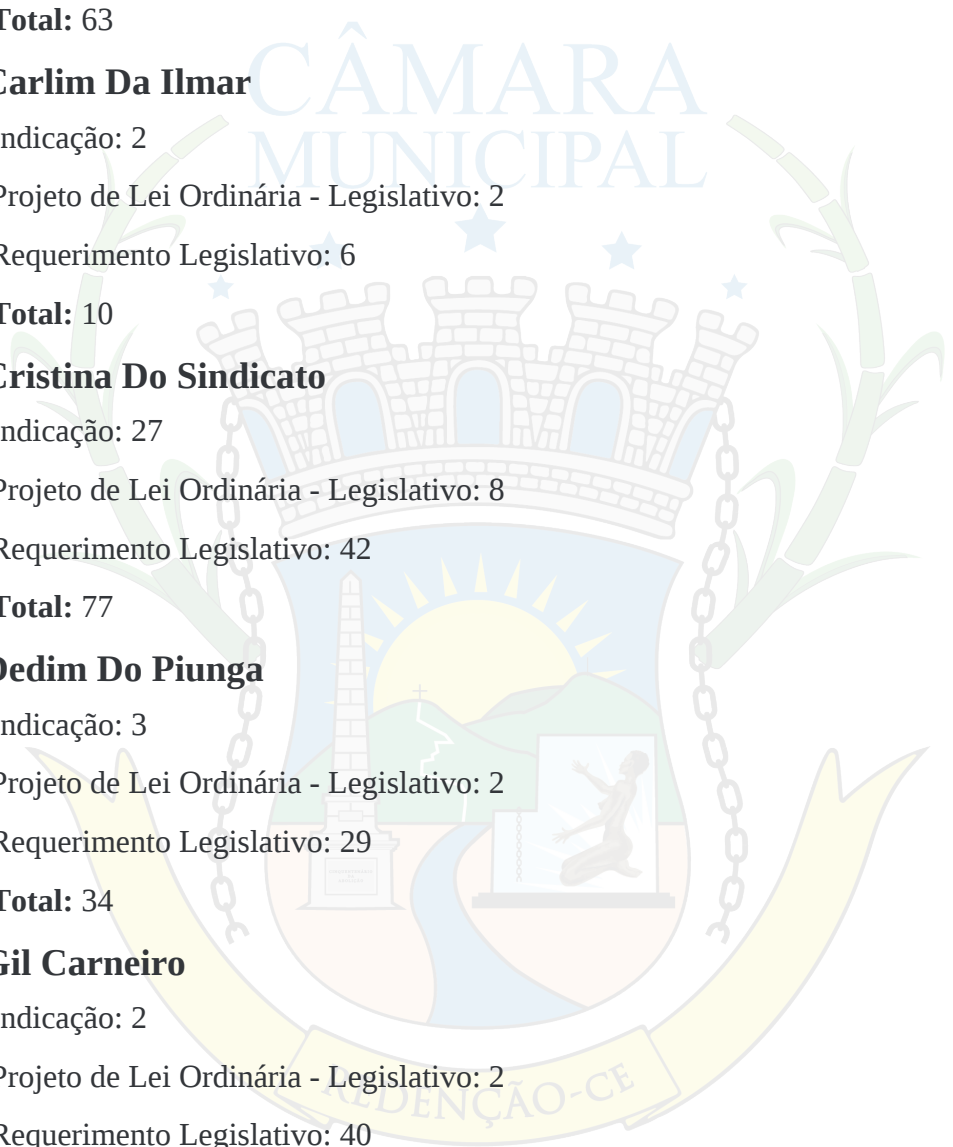 Total: 63
CÂMARA
MUNICIPAL
Carlim Da Ilmar
Indicação: 2
Projeto de Lei Ordinária - Legislativo: 2
Requerimento Legislativo: 6
Total: 10
Cristina Do Sindicato
Indicação: 27
Projeto de Lei Ordinária - Legislativo: 8
Requerimento Legislativo: 42
Total: 77
Dedim Do Piunga
Indicação: 3
Projeto de Lei Ordinária - Legislativo: 2
Requerimento Legislativo: 29
Total: 34
Gil Carneiro
Indicação: 2
Projeto de Lei Ordinária - Legislativo: 2
REDENÇÃO-CE
Requerimento Legislativo: 40